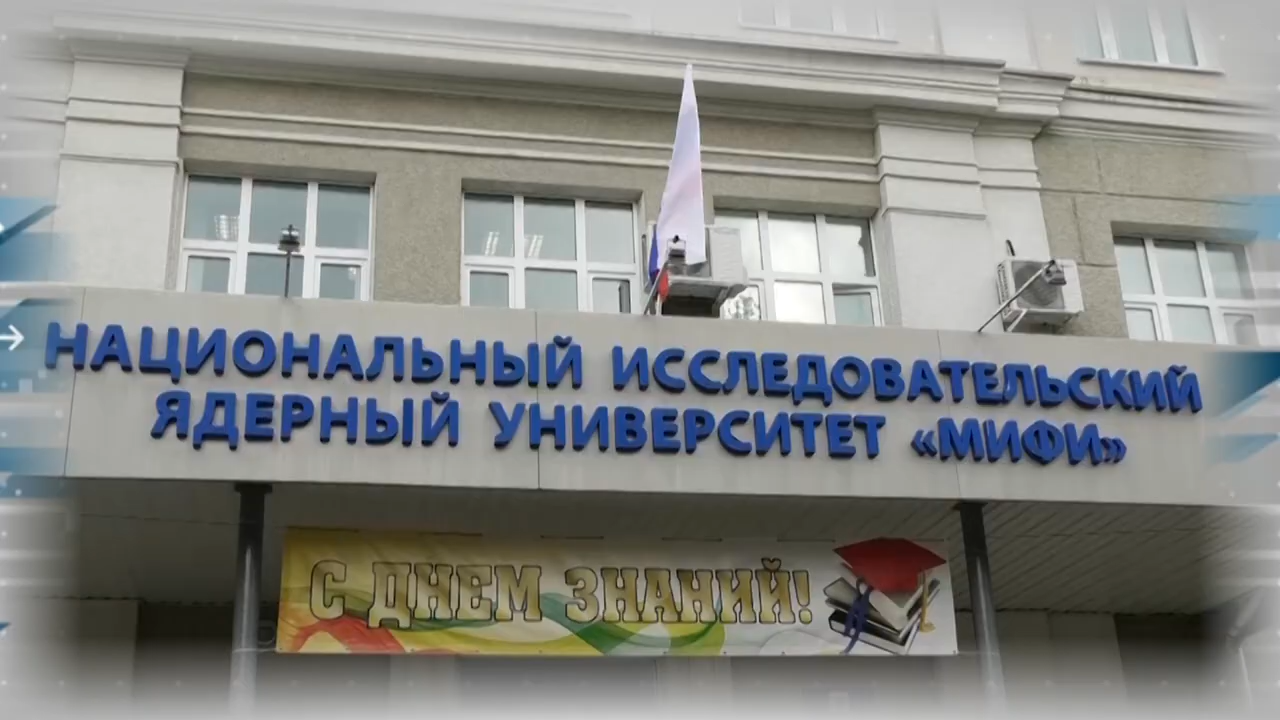 НАЦИОНАЛЬНЫЙ ИССЛЕДОВАТЕЛЬСКИЙ
ЯДЕРНЫЙ УНИВЕРСИТЕТ «МИФИ»
С ДНЕМ ЗНАНИЙ!